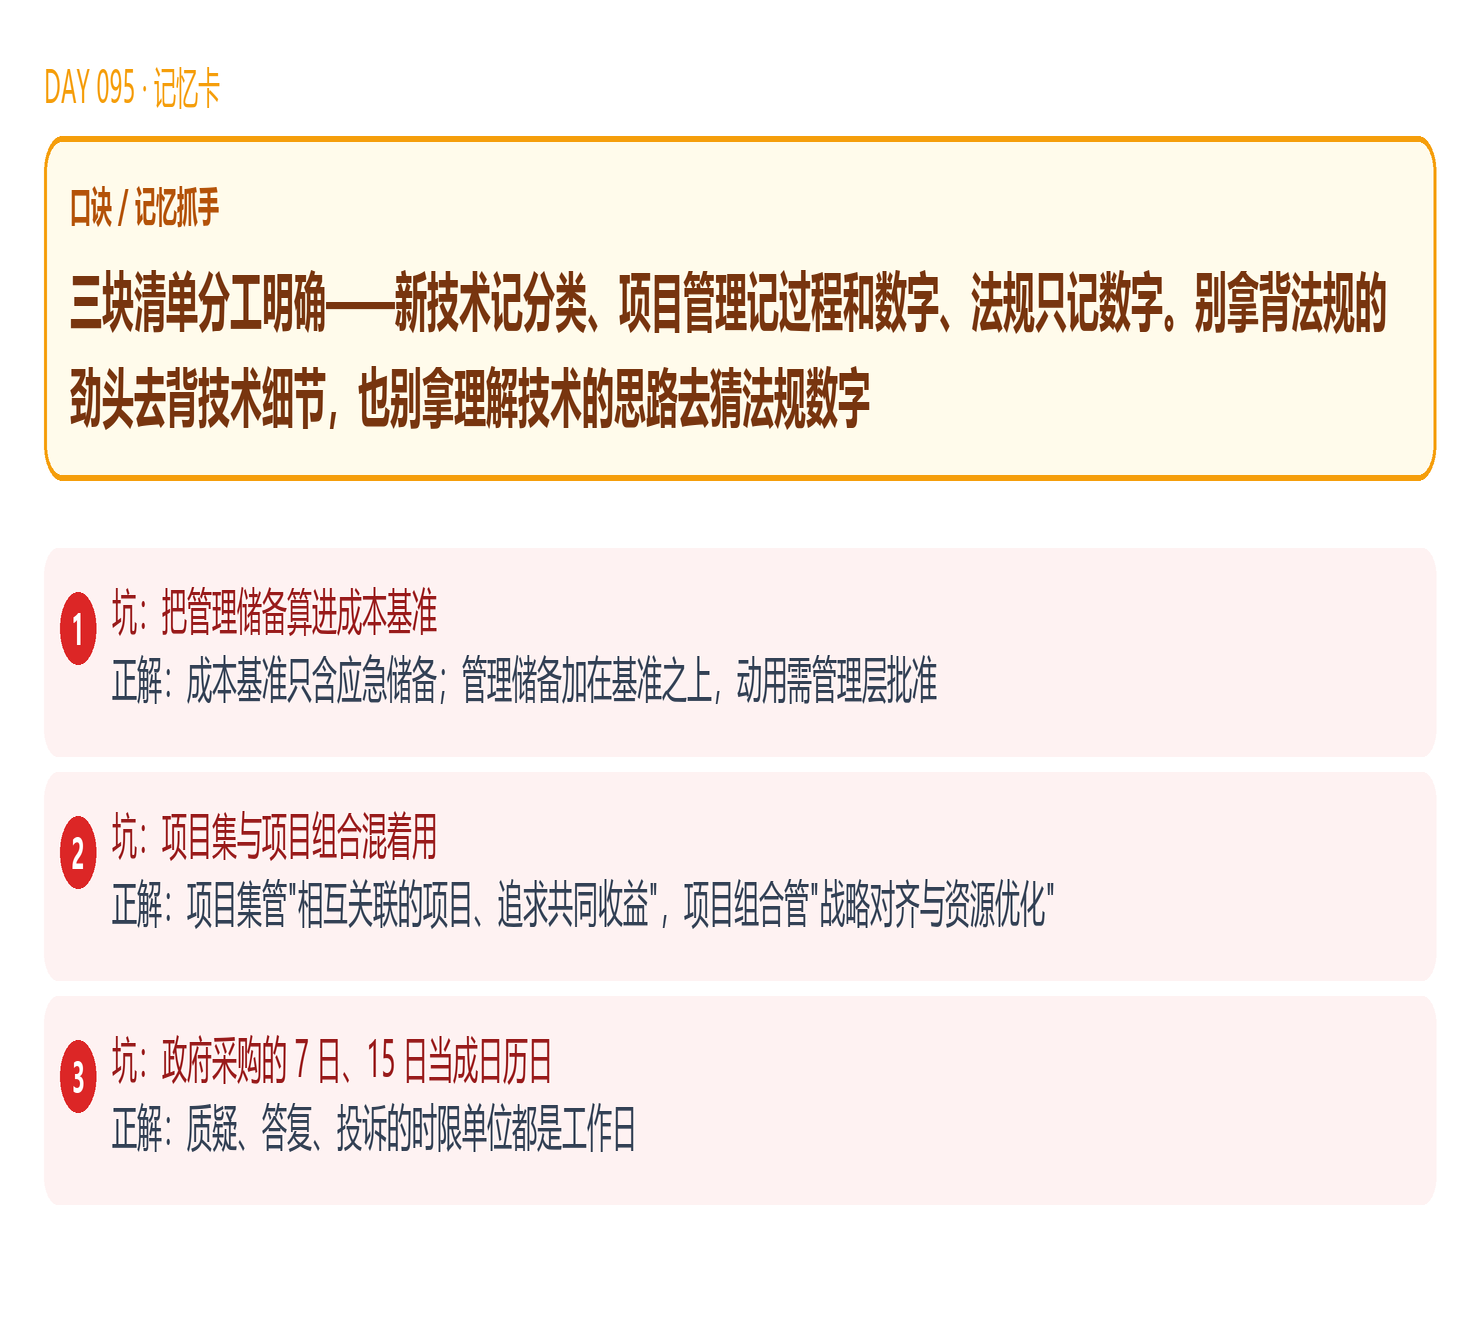 DAY 095 · 记忆卡
口诀 / 记忆抓手
三块清单分工明确——新技术记分类、项目管理记过程和数字、法规只记数字。别拿背法规的
劲头去背技术细节，也别拿理解技术的思路去猜法规数字
1
坑：把管理储备算进成本基准
正解：成本基准只含应急储备；管理储备加在基准之上，动用需管理层批准
2
坑：项目集与项目组合混着用
正解：项目集管"相互关联的项目、追求共同收益"，项目组合管"战略对齐与资源优化"
3
坑：政府采购的 7 日、15 日当成日历日
正解：质疑、答复、投诉的时限单位都是工作日